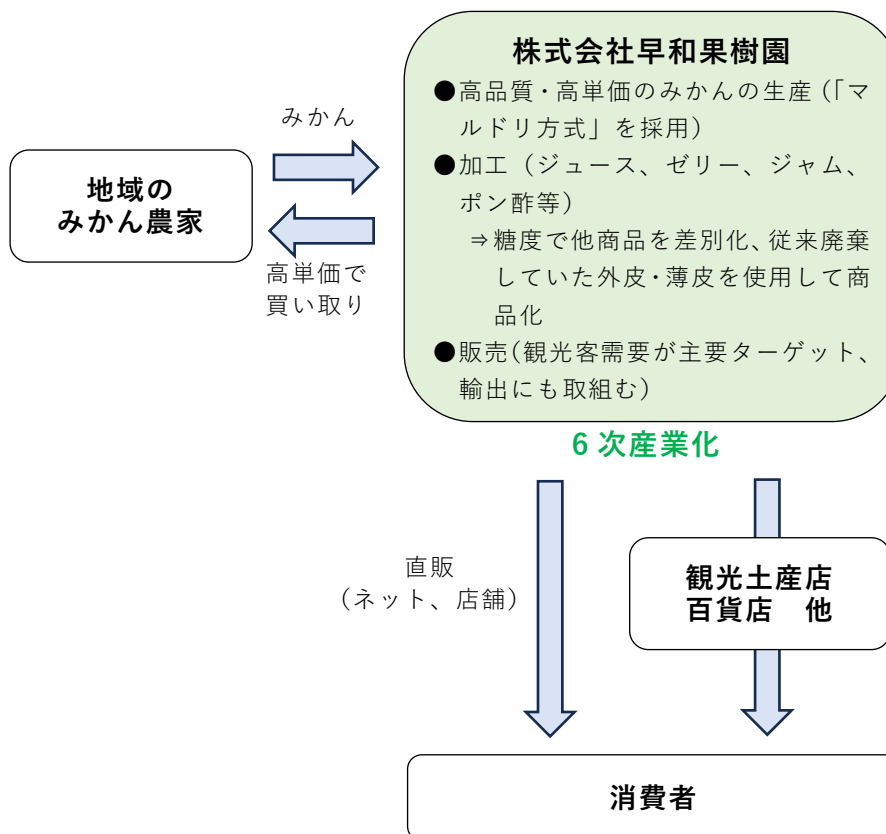 株式会社早和果樹園
●高品質・高単価のみかんの生産（「マ
ルドリ方式」を採用）
●加工（ジュース、ゼリー、ジャム、
ポン酢等）
⇒糖度で他商品を差別化、従来廃棄
していた外皮・薄皮を使用して商
品化
●販売(観光客需要が主要ターゲット、
輸出にも取組む）
6次産業化
みかん
地域の
みかん農家
高単価で
買い取り
直販
（ネット、店舗）
観光土産店
百貨店　他
消費者